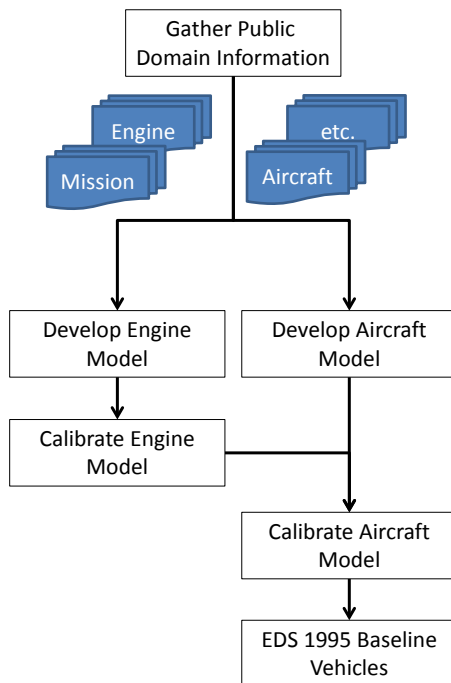 Gather Public
Domain Information
Engine
etc.
Mission
Aircraft
Develop Engine
Model
Develop Aircraft
Model
Calibrate Engine
Model
Calibrate Aircraft
Model
EDS 1995 Baseline
Vehicles